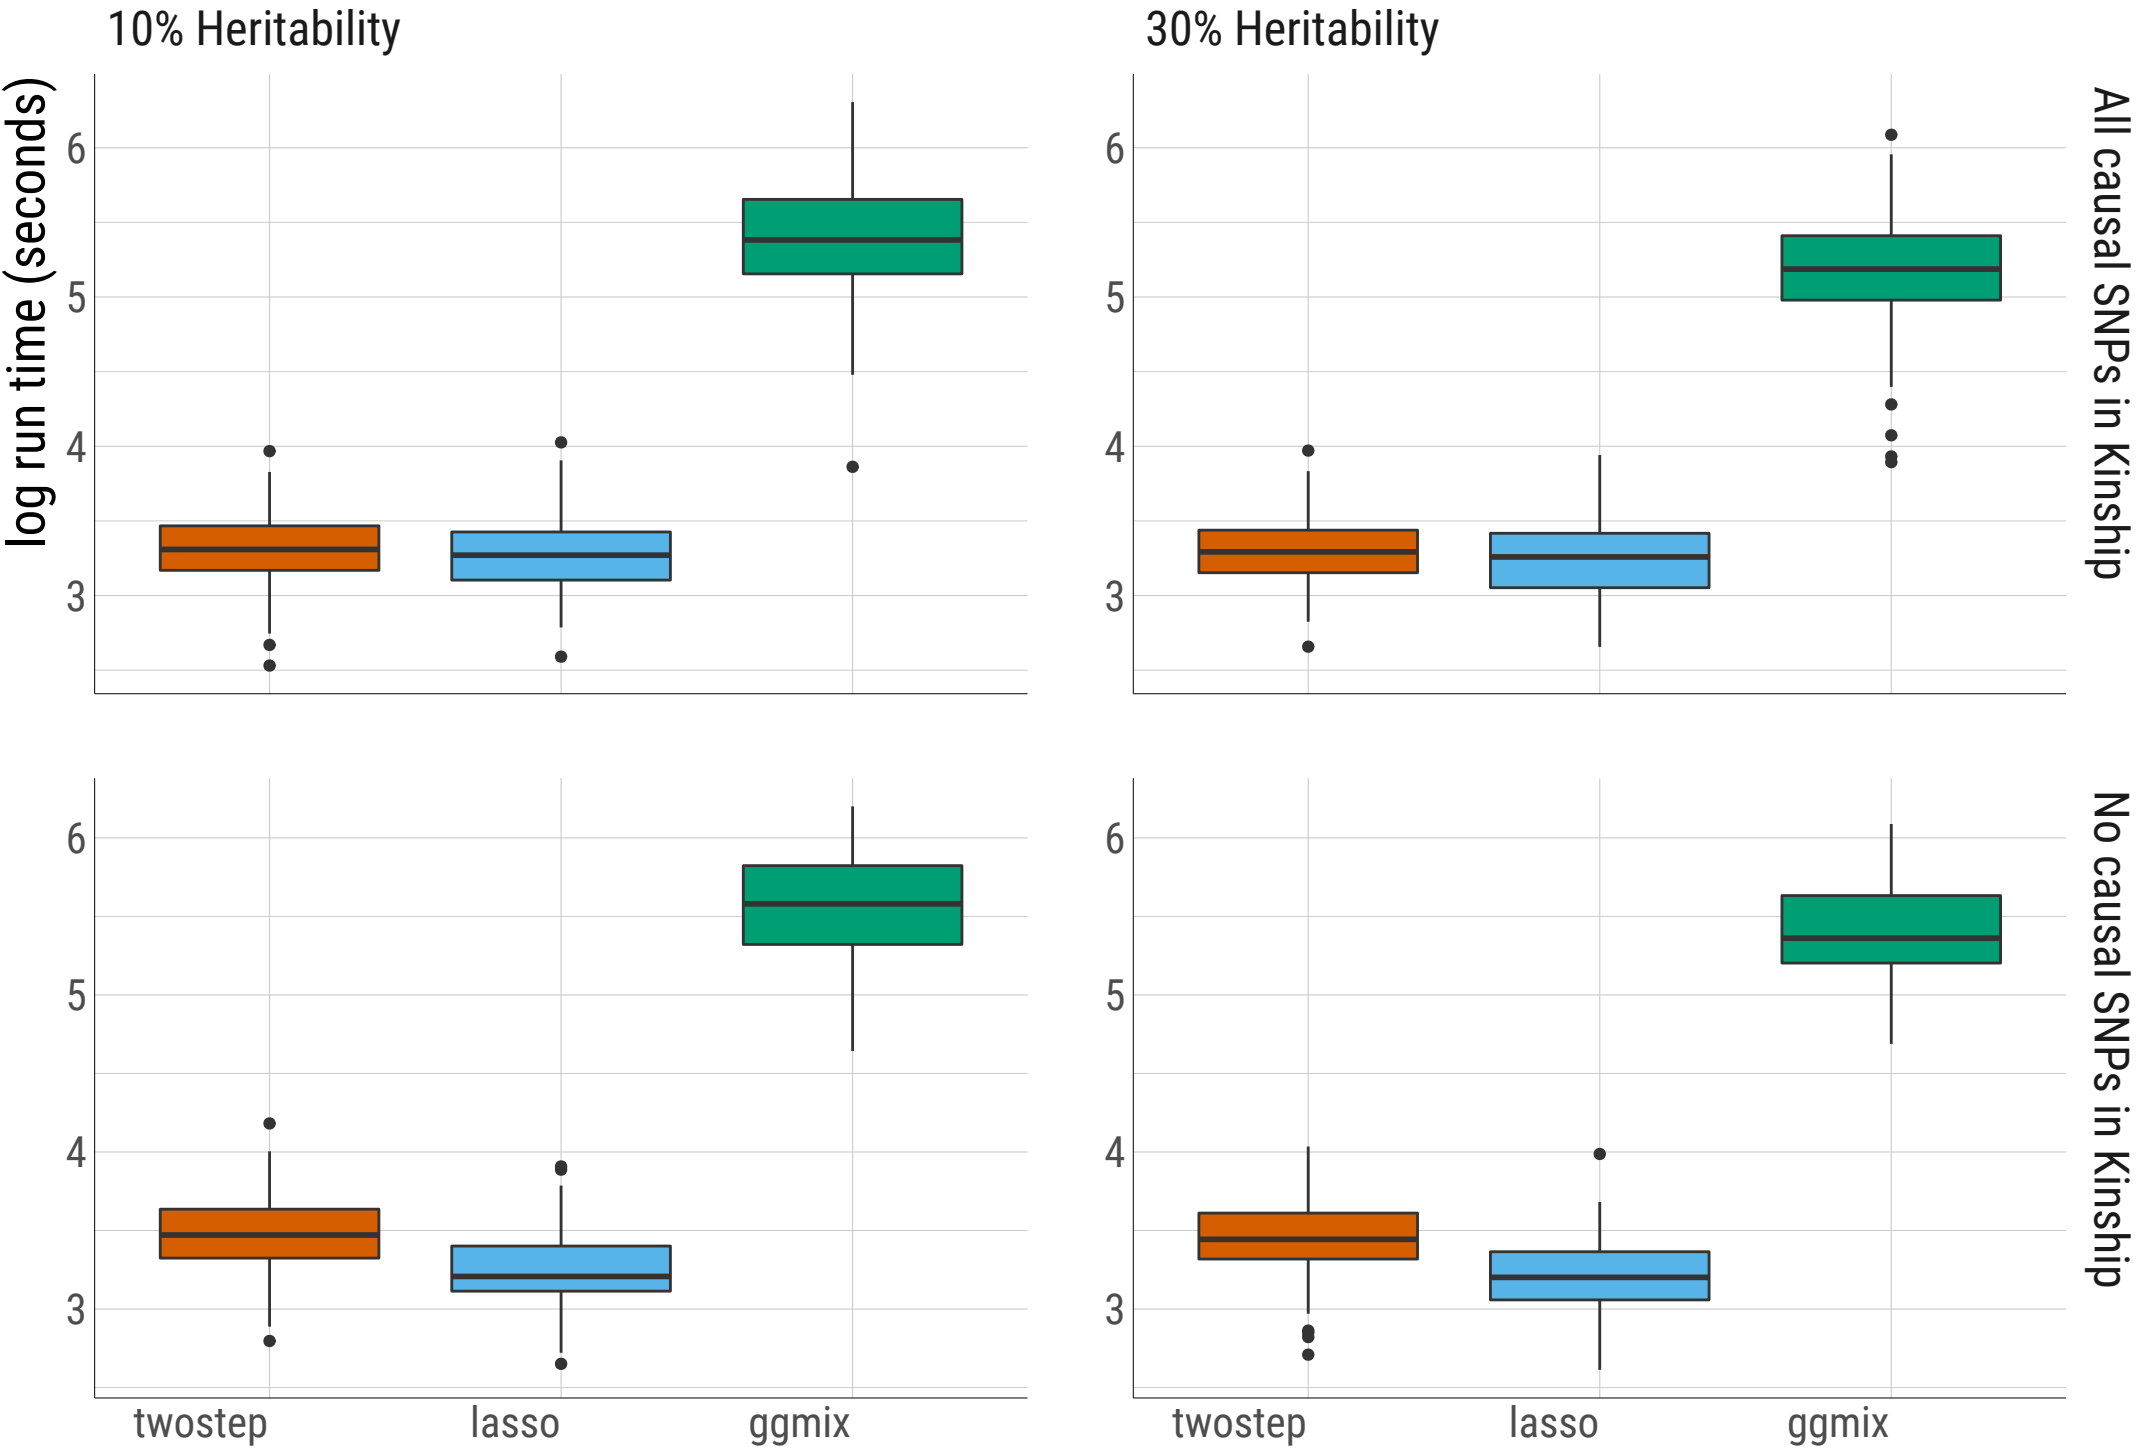 10% Heritability
30% Heritability
log run time (seconds)
6
5
4
3
6
5
4
3
All causal SNPs in Kinship
6
5
4
3
6
5
4
3
No causal SNPs in Kinship
twostep lasso ggmix
twostep lasso ggmix